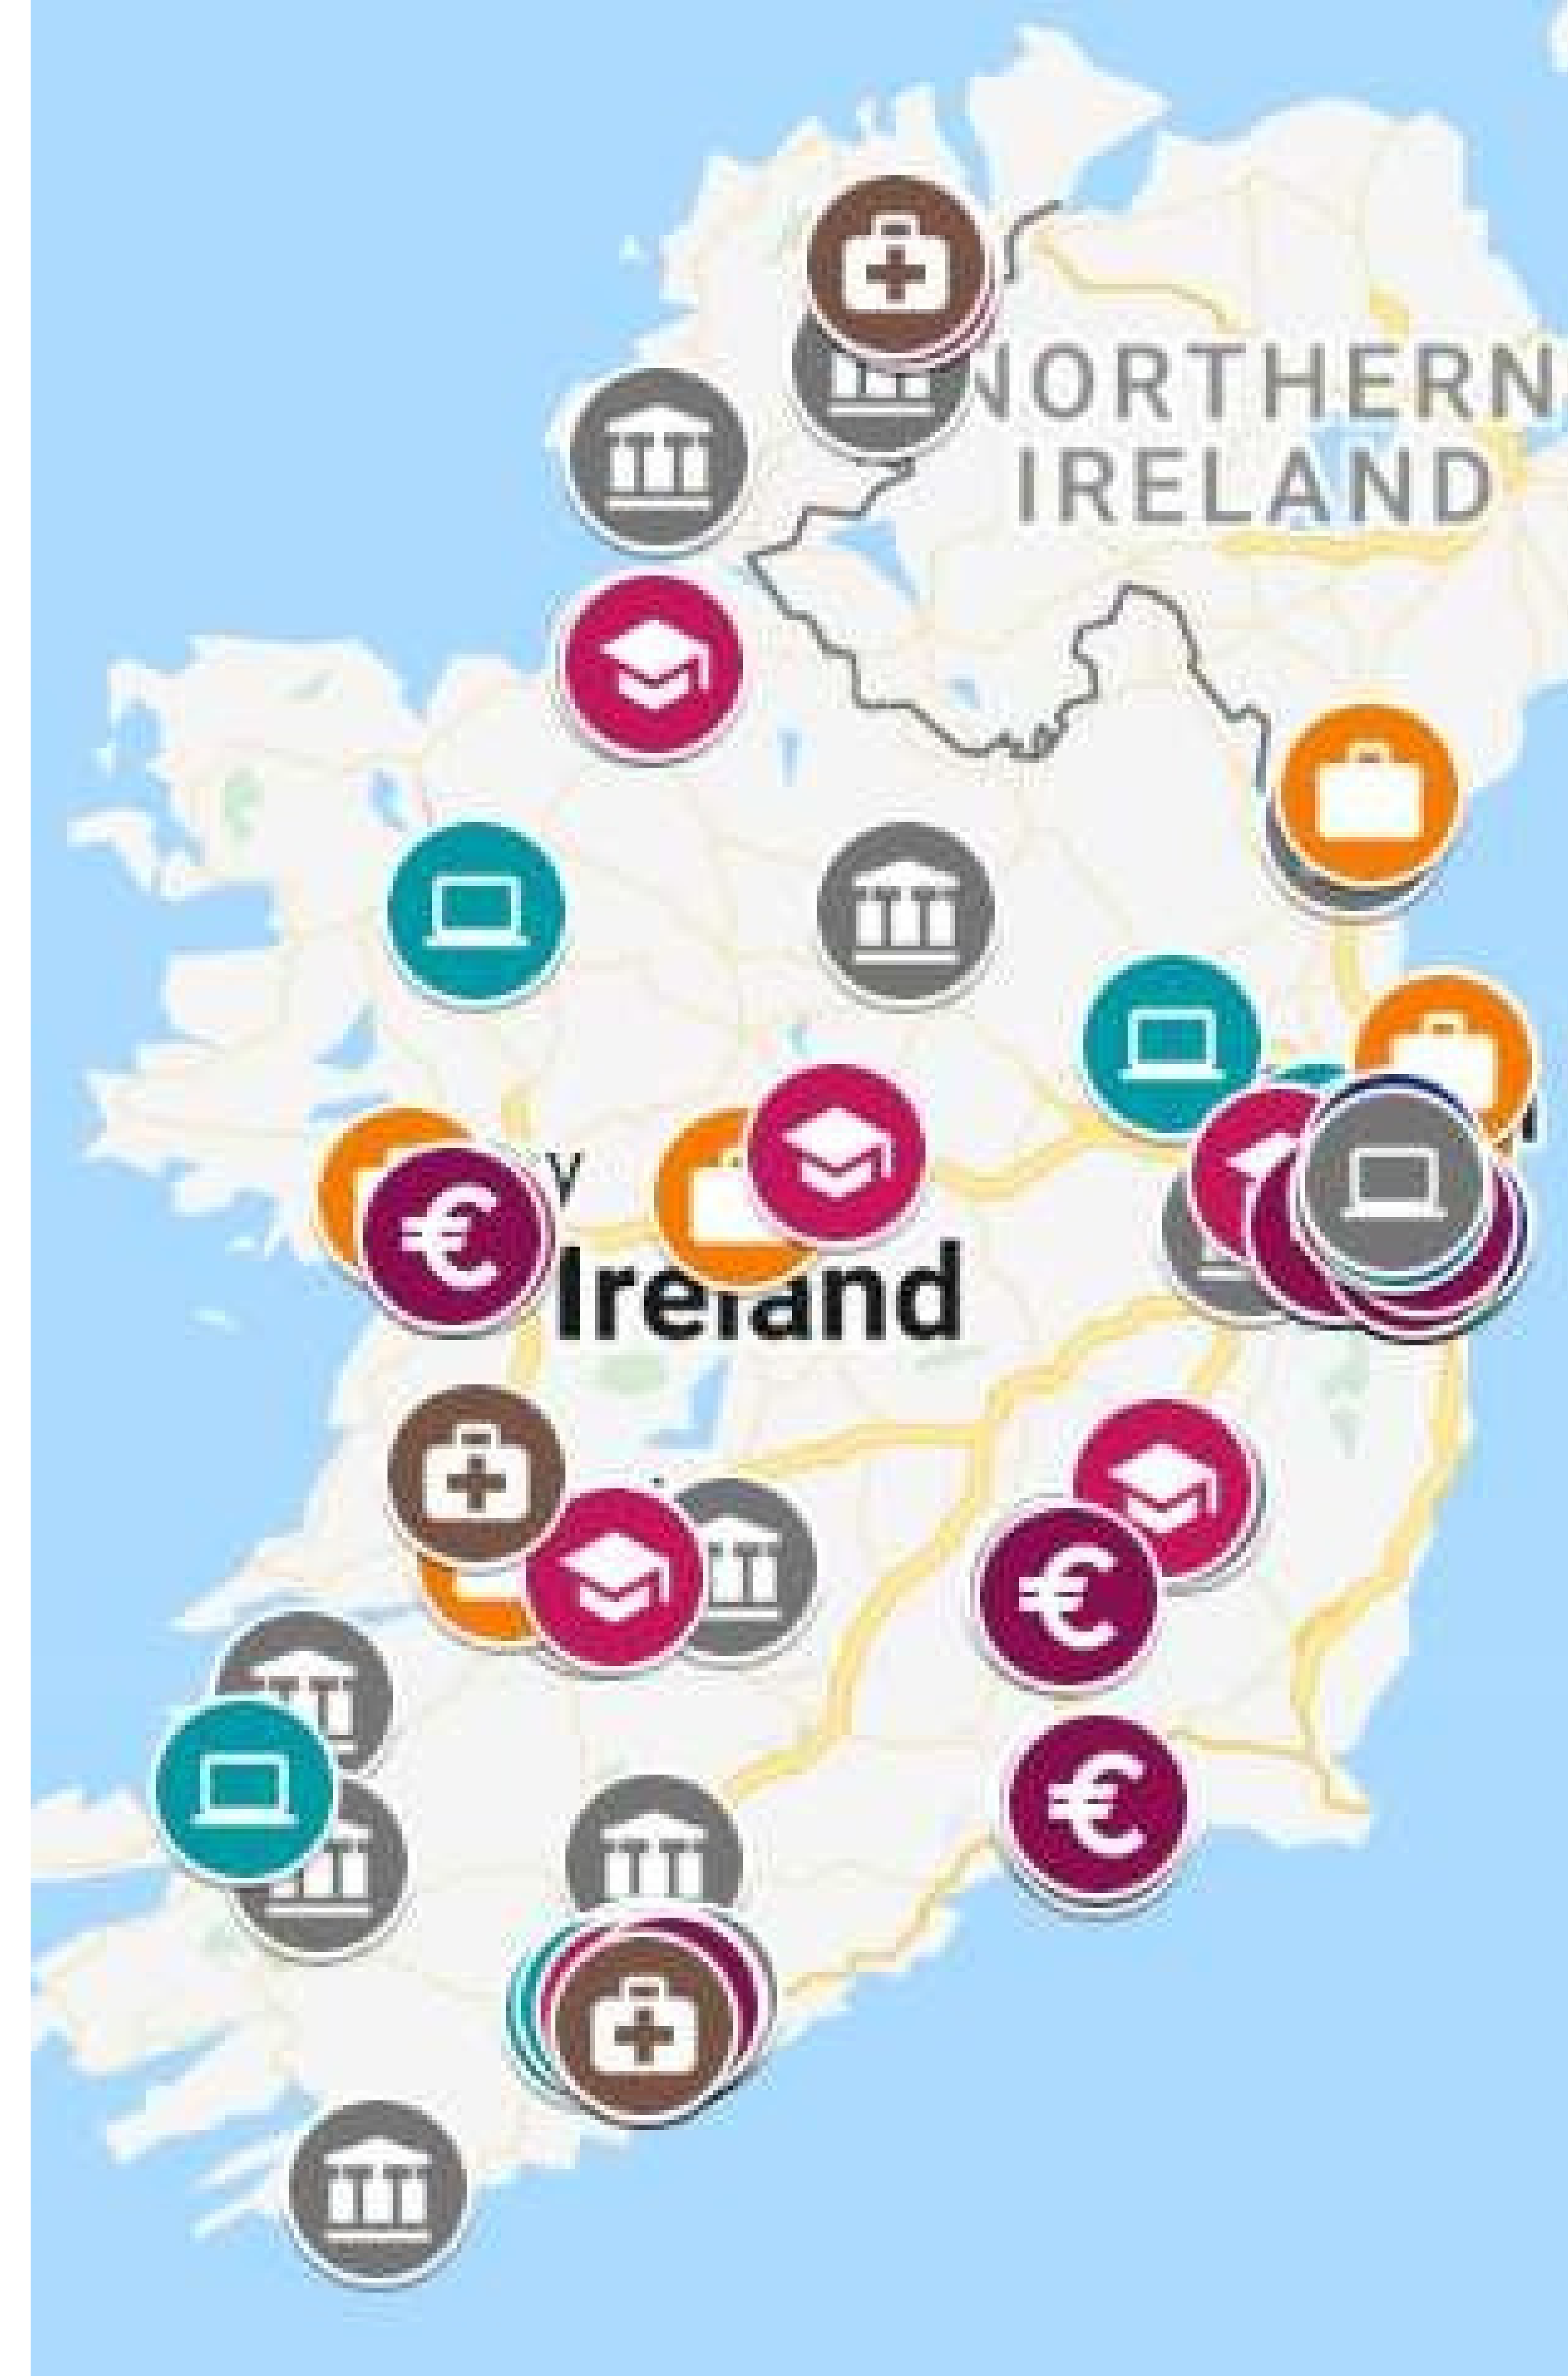 NORTHERN
IRELAND
y
Ireland
€
€
€